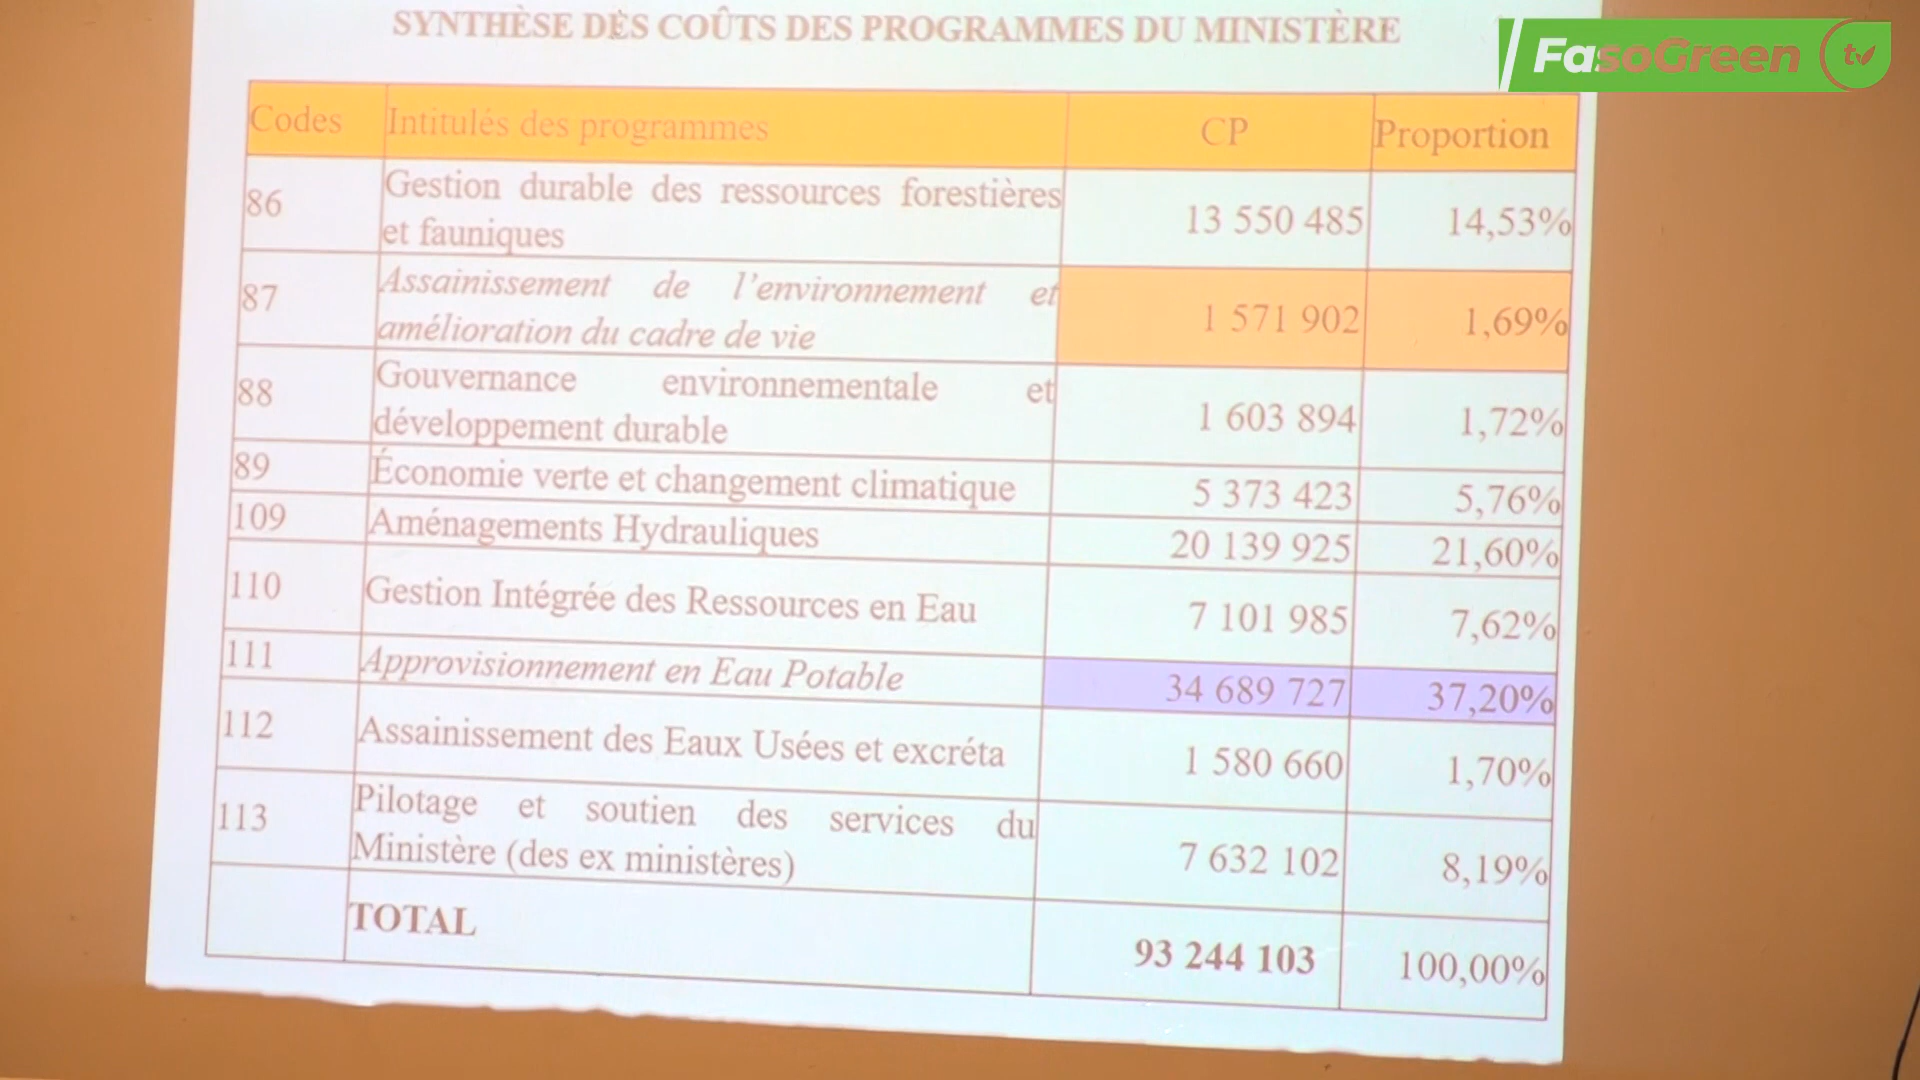 SYNTHÈSE DES COÛTS DES PROGRAMMES DU MINISTÈRE
FasoGreen tv
Codes Intitulés des programmes CP Proportion
86 Gestion durable des ressources forestières 13 550 485 14,53%
et fauniques
87 Assainissement de l'environnement et 1 571 902 1,69%
amélioration du cadre de vie
88 Gouvernance environnementale et 1 603 894 1,72%
développement durable
89 Économie verte et changement climatique 5 373 423 5,76%
109 Aménagements Hydrauliques 20 139 925 21,60%
110 Gestion Intégrée des Ressources en Eau 7 101 985 7,62%
111 Approvisionnement en Eau Potable 34 689 727 37,20%
112 Assainissement des Eaux Usées et excréta 1 580 660 1,70%
113 Pilotage et soutien des services du 7 632 102 8,19%
Ministère (des ex ministères)
TOTAL 93 244 103 100,00%